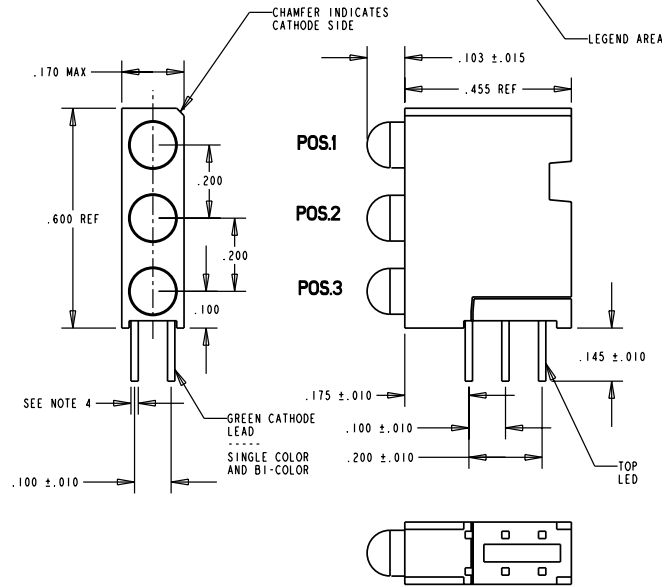 CHAMFER INDICATES
CATHODE SIDE
LEGEND AREA
.170 MAX
.103 ±.015
.455 REF
POS.1
.200
POS.2
.600 REF
.200
POS.3
.100
.145 ±.010
.175 ±.010
SEE NOTE 4
GREEN CATHODE
LEAD
-----
SINGLE COLOR
AND BI-COLOR
.100 ±.010
.200 ±.010
TOP
LED
.100 ±.010